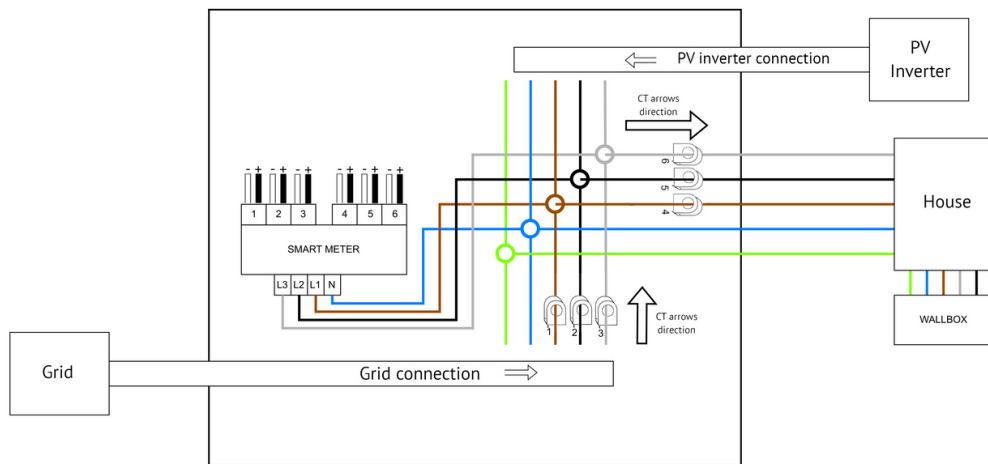 PV inverter connection
PV
Inverter
CT arrows
direction
- + - + - +
- + - + - +
6
5
4
House
1 2 3
4 5 6
SMART METER
L3 L2 L1 N
1 2 3
CT arrows
direction
WALLBOX
Grid
Grid connection